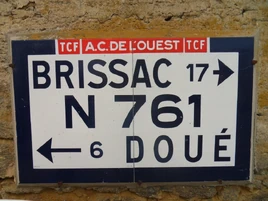 TCF A.C. DE L'OUEST TCF
BRISSAC 17 →
N 761
← 6 DOUÉ